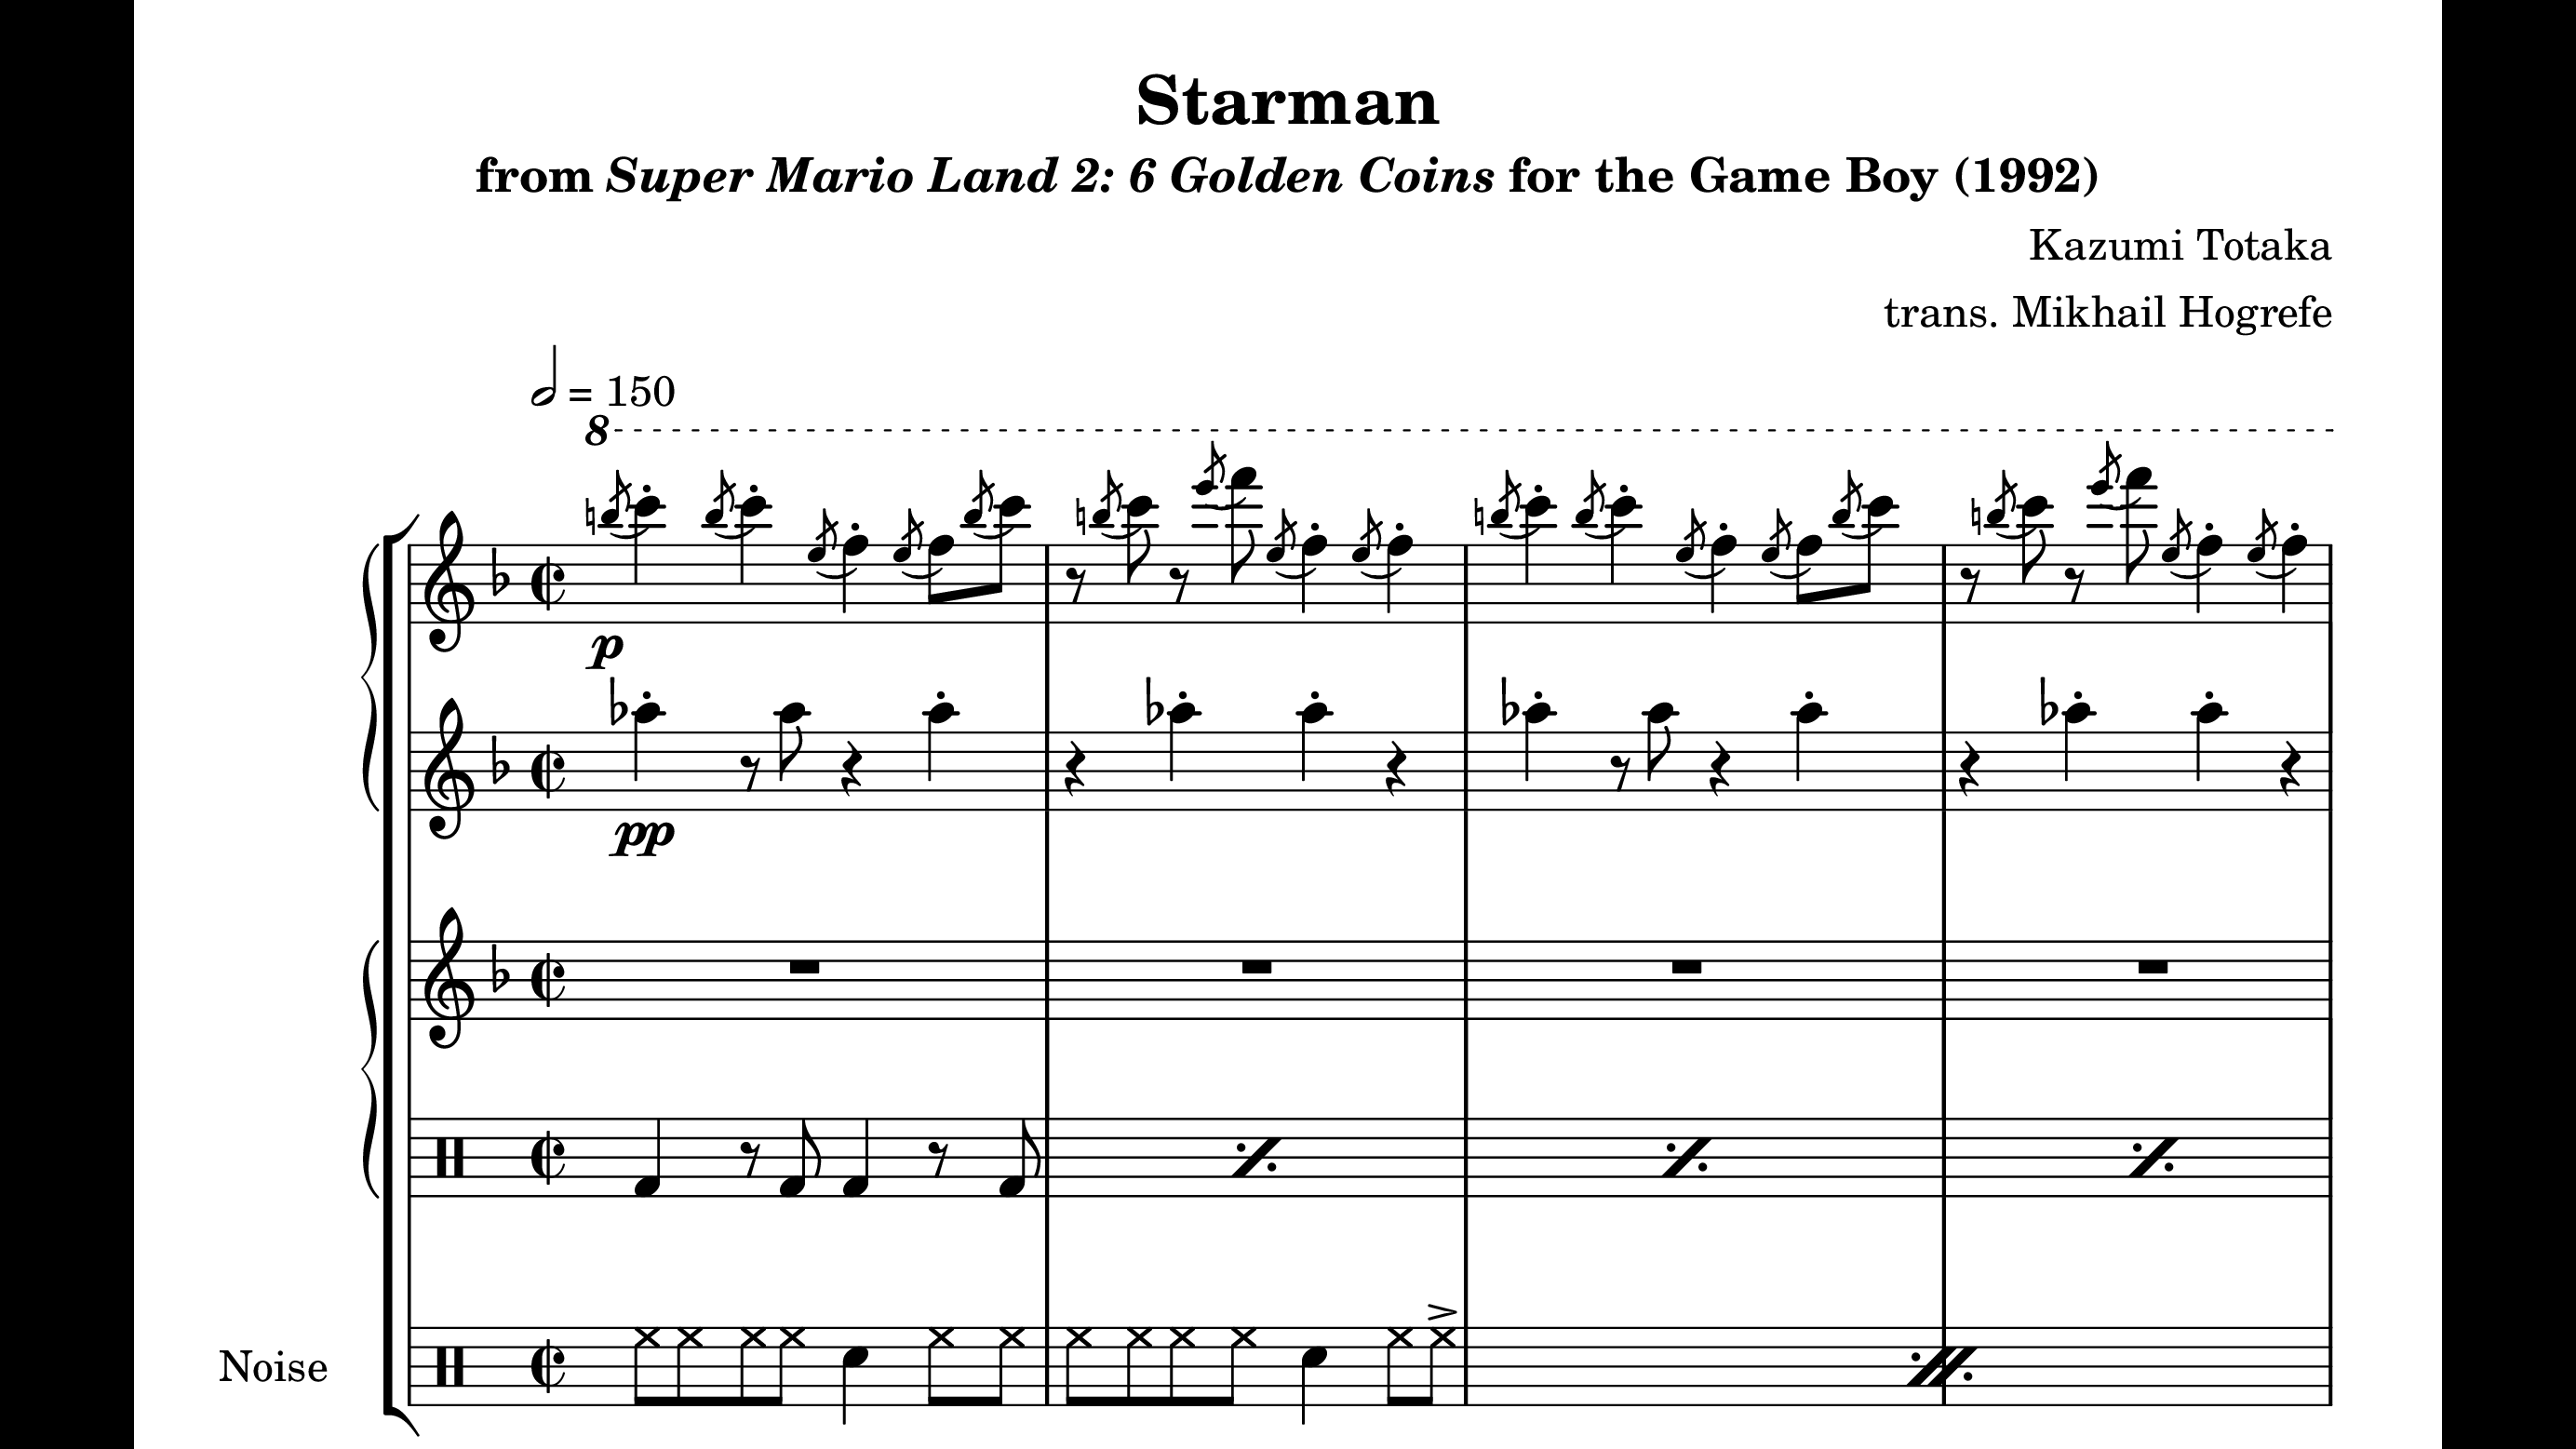 Starman
from Super Mario Land 2: 6 Golden Coins for the Game Boy (1992)
Kazumi Totaka
trans. Mikhail Hogrefe
= 150
8
p
pp
Noise